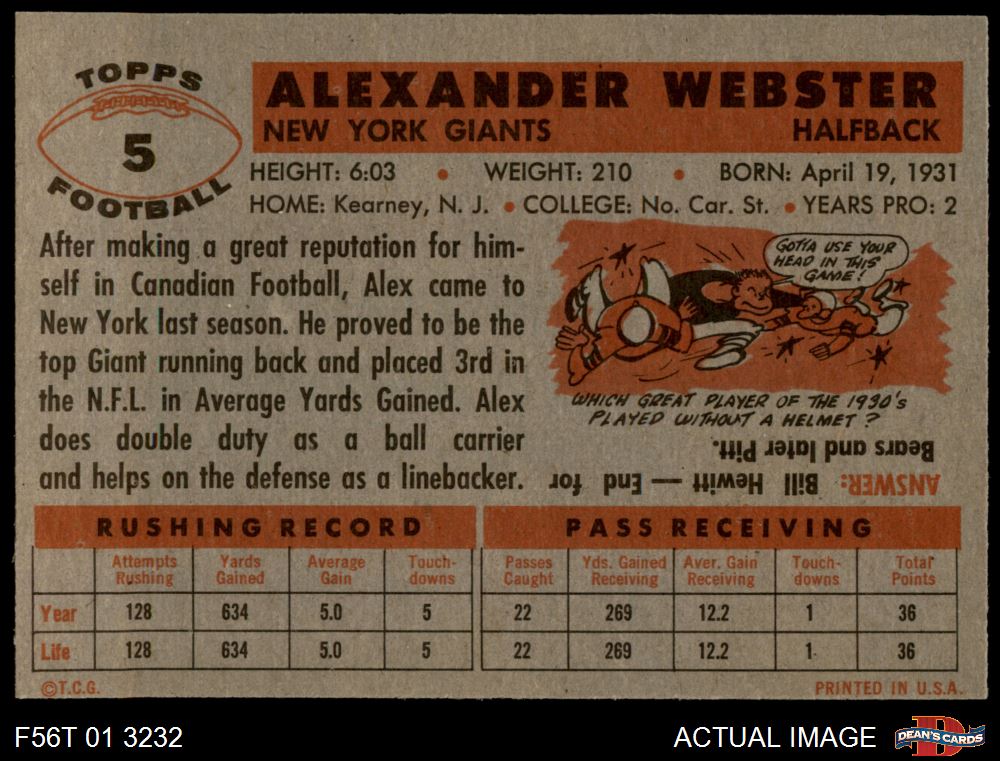 TOPPS
5
FOOTBALL
ALEXANDER WEBSTER
NEW YORK GIANTS HALFBACK
HEIGHT: 6:03 • WEIGHT: 210 • BORN: April 19, 1931
HOME: Kearney, N. J. • COLLEGE: No. Car. St. • YEARS PRO: 2
After making a great reputation for him-
self in Canadian Football, Alex came to
New York last season. He proved to be the
top Giant running back and placed 3rd in
the N.F.L. in Average Yards Gained. Alex
does double duty as a ball carrier
and helps on the defense as a linebacker.
GOTTA USE YOUR
HEAD IN THIS
GAME!
WHICH GREAT PLAYER OF THE 1930's
PLAYED WITHOUT A HELMET?
ANSWER: Bill Hewitt — End for
Bears and later Pitt.
RUSHING RECORD PASS RECEIVING
Attempts Rushing Yards Gained Average Gain Touch-downs Passes Caught Yds. Gained Receiving Aver. Gain Receiving Touch-downs Total Points
Year 128 634 5.0 5 22 269 12.2 1 36
Life 128 634 5.0 5 22 269 12.2 1 36
©T.C.G. PRINTED IN U.S.A.
F56T 01 3232 ACTUAL IMAGE DEAN'S CARDS